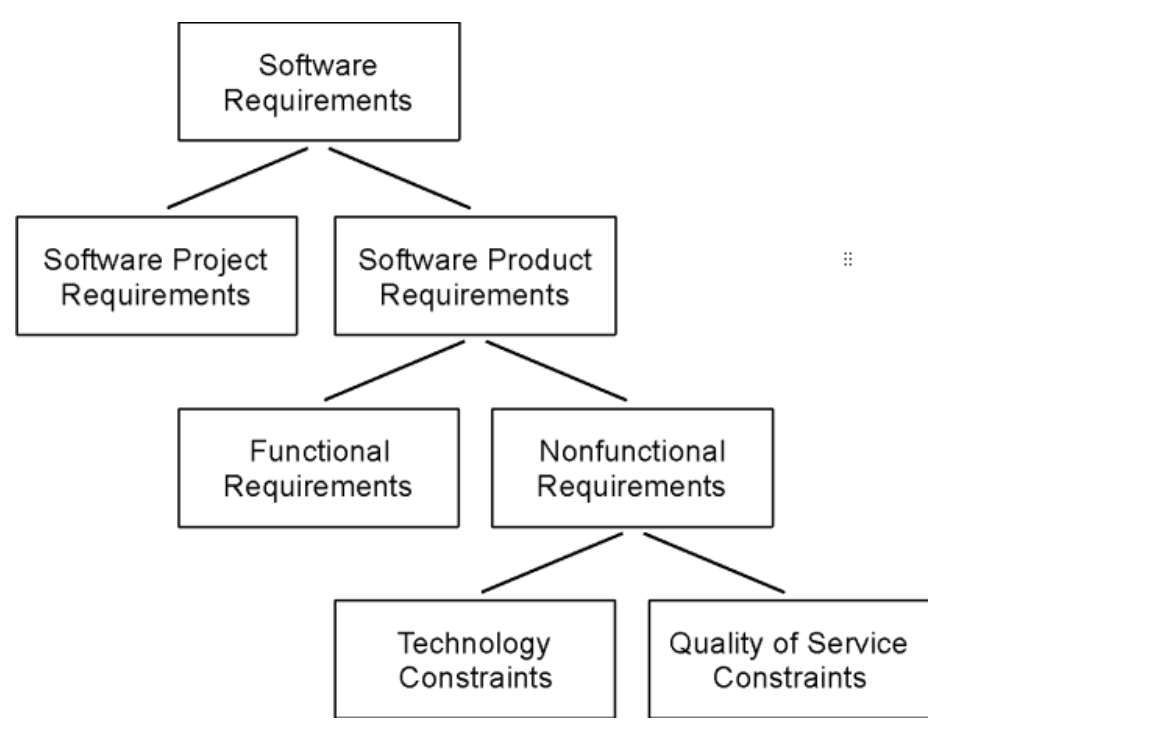 Software
Requirements
Software Project
Requirements
Software Product
Requirements
Functional
Requirements
Nonfunctional
Requirements
Technology
Constraints
Quality of Service
Constraints